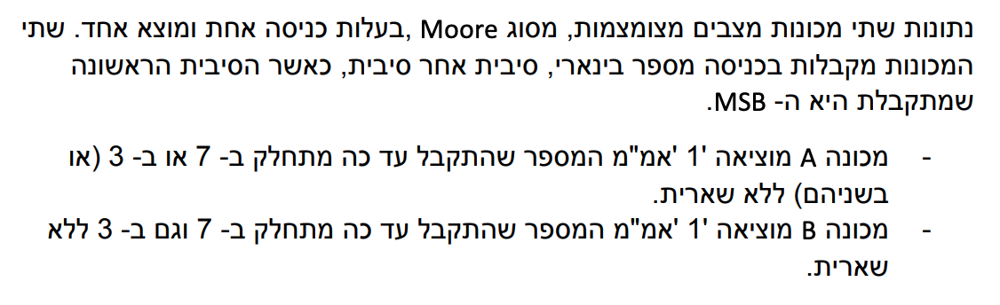 נתונות שתי מכונות מצבים מצומצמות, מסוג Moore ,בעלות כניסה אחת ומוצא אחד. שתי
המכונות מקבלות בכניסה מספר בינארי, סיבית אחר סיבית, כאשר הסיבית הראשונה
שמתקבלת היא ה- MSB.
- מכונה A מוציאה '1 'אמ"מ המספר שהתקבל עד כה מתחלק ב- 7 או ב- 3 (או
בשניהם) ללא שארית.
- מכונה B מוציאה '1 'אמ"מ המספר שהתקבל עד כה מתחלק ב- 7 וגם ב- 3 ללא
שארית.